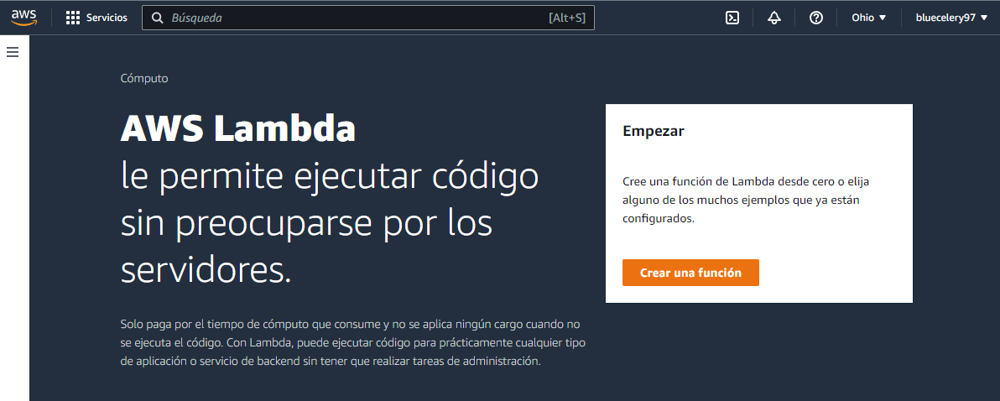 aws
Servicios
Búsqueda
[Alt+S]
Ohio
bluecelery97
Cómputo
AWS Lambda
le permite ejecutar código
sin preocuparse por los
servidores.
Solo paga por el tiempo de cómputo que consume y no se aplica ningún cargo cuando no
se ejecuta el código. Con Lambda, puede ejecutar código para prácticamente cualquier tipo
de aplicación o servicio de backend sin tener que realizar tareas de administración.
Empezar
Cree una función de Lambda desde cero o elija
alguno de los muchos ejemplos que ya están
configurados.
Crear una función